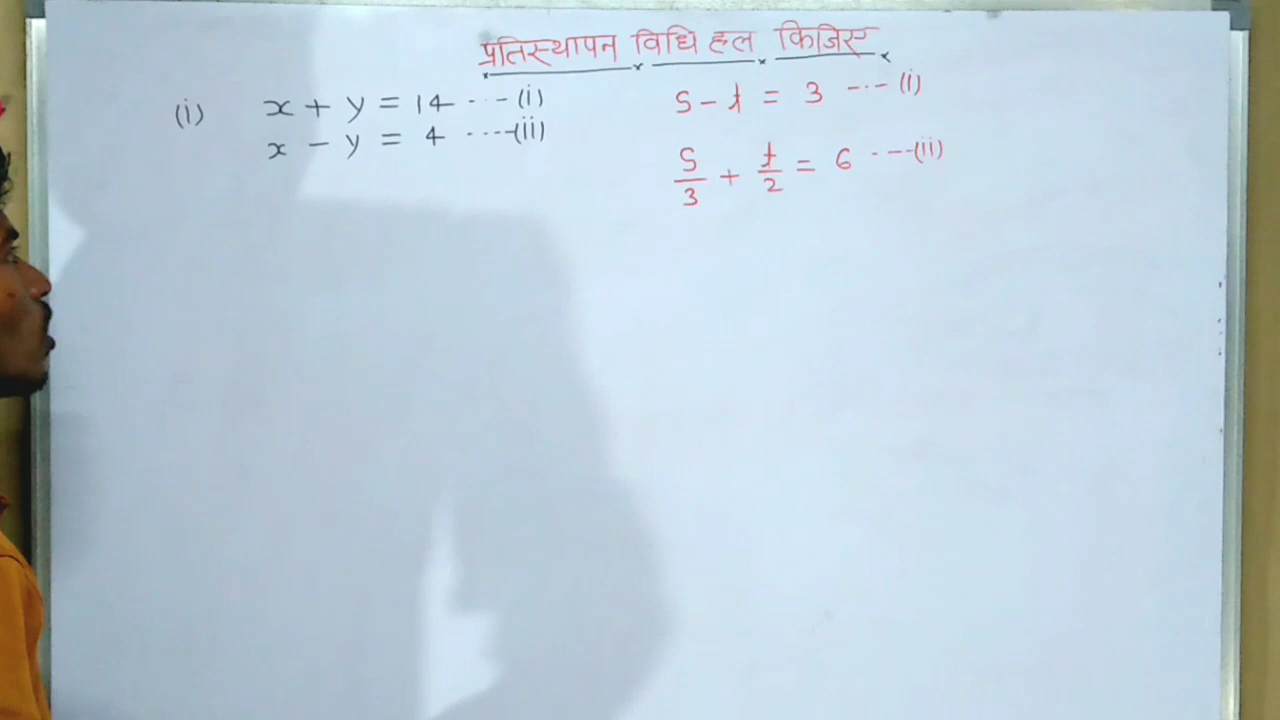 प्रतिस्थापन विधि हल किजिए
(i) x + y = 14 --- (i)
x - y = 4 ----(ii)
s - t = 3 ---- (i)
s/3 + t/2 = 6 ----(ii)